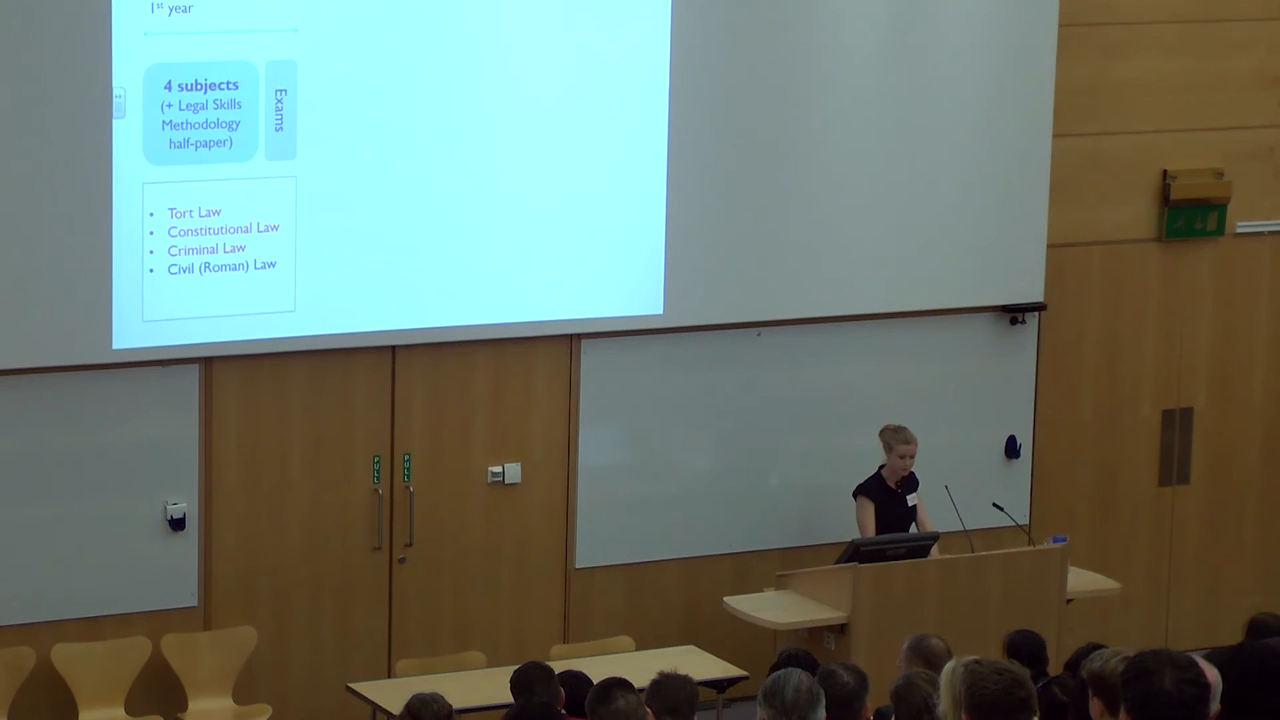 1st year
4 subjects
(+ Legal Skills
Methodology
half-paper)
Exams
• Tort Law
• Constitutional Law
• Criminal Law
• Civil (Roman) Law
PULL
PULL